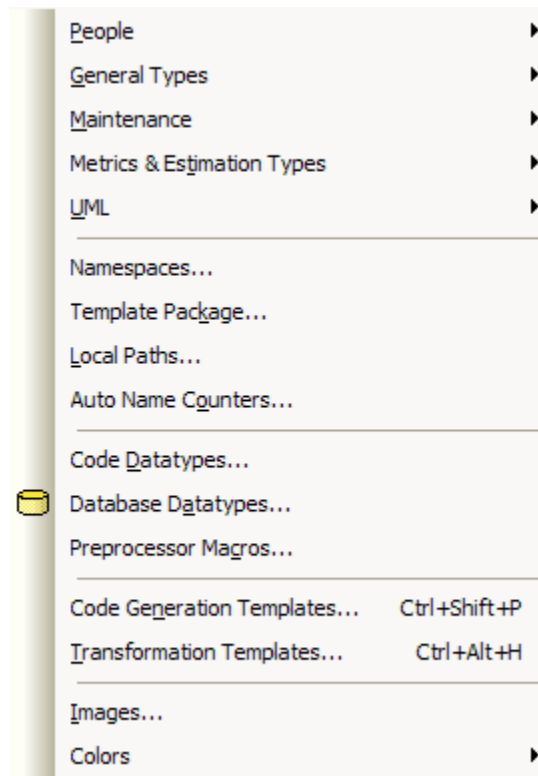 People
General Types
Maintenance
Metrics & Estimation Types
UML
Namespaces...
Template Package...
Local Paths...
Auto Name Counters...
Code Datatypes...
Database Datatypes...
Preprocessor Macros...
Code Generation Templates... Ctrl+Shift+P
Transformation Templates... Ctrl+Alt+H
Images...
Colors